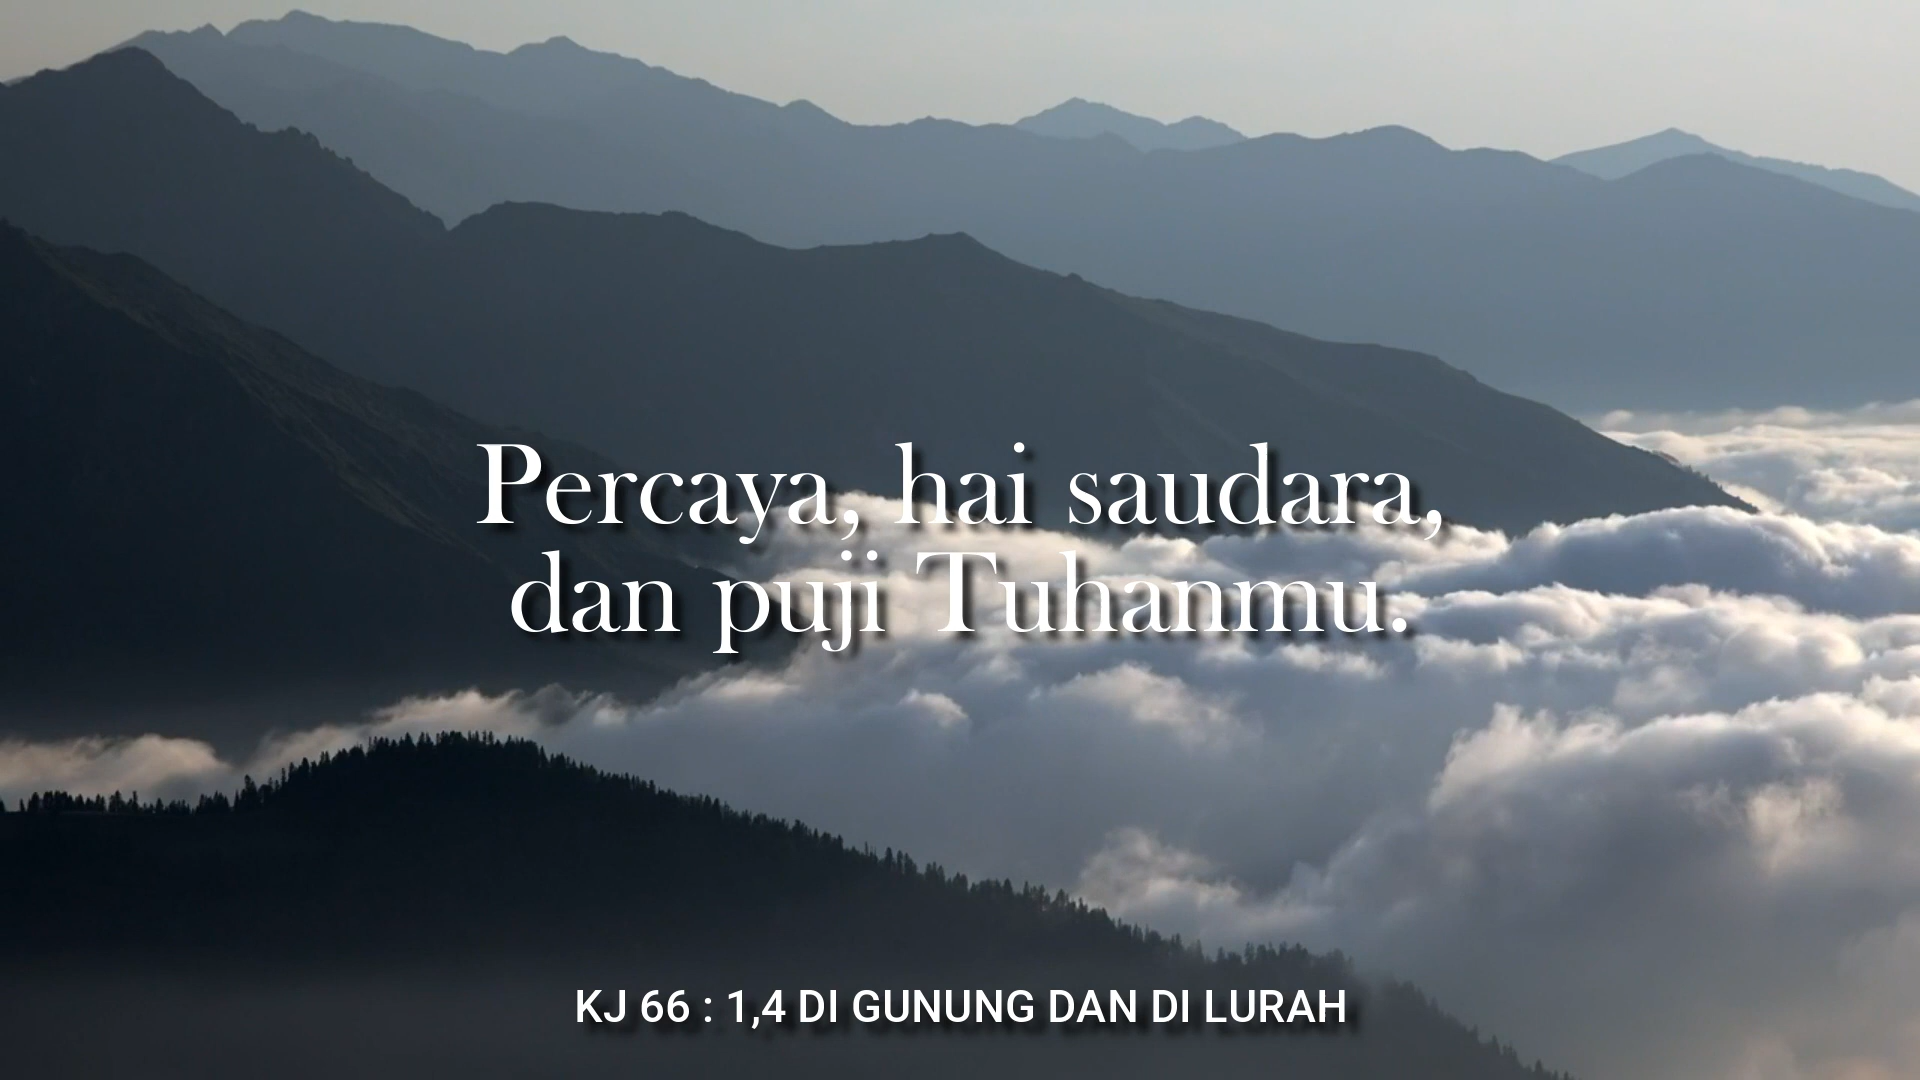 Percaya, hai saudara,
dan puji Tuhanmu.
KJ 66 : 1,4 DI GUNUNG DAN DI LURAH